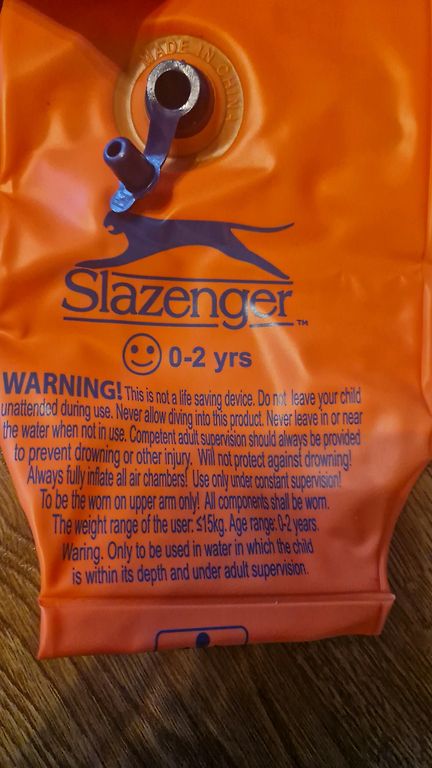 MADE IN CHINA
Slazenger™
0-2 yrs
WARNING! This is not a life saving device. Do not leave your child
unattended during use. Never allow diving into this product. Never leave in or near
the water when not in use. Competent adult supervision should always be provided
to prevent drowning or other injury. Will not protect against drowning!
Always fully inflate all air chambers! Use only under constant supervision!
To be the worn on upper arm only! All components shall be worn.
The weight range of the user: ≤15kg. Age range: 0-2 years.
Waring. Only to be used in water in which the child
is within its depth and under adult supervision.